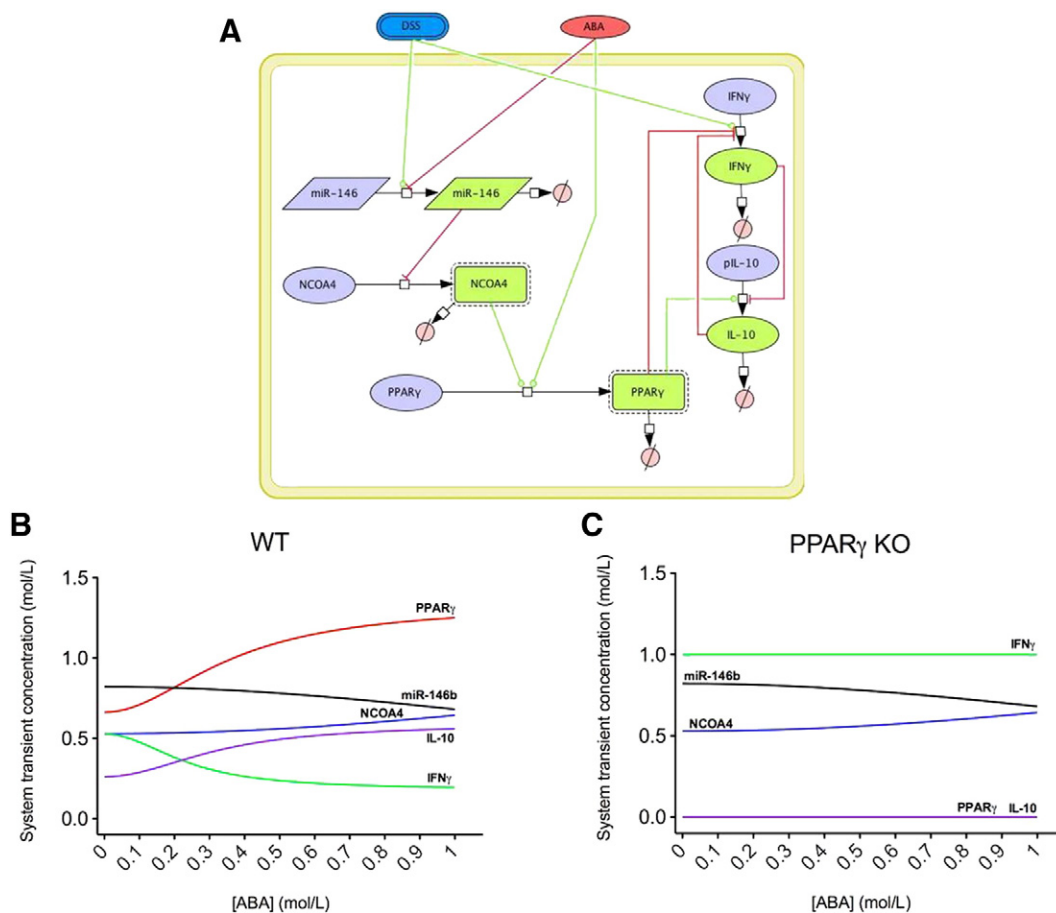 A
DSS
ABA
IFNγ
IFNγ
miR-146
miR-146
pIL-10
NCOA4
NCOA4
IL-10
PPARγ
PPARγ
B
WT
System transient concentration (mol/L)
1.5
1.0
0.5
0.0
PPARγ
miR-146b
NCOA4
IL-10
IFNγ
0
0.1
0.2
0.3
0.4
0.5
0.6
0.7
0.8
0.9
1
[ABA] (mol/L)
C
PPARγ KO
System transient concentration (mol/L)
1.5
1.0
0.5
0.0
IFNγ
miR-146b
NCOA4
PPARγ IL-10
0
0.1
0.2
0.3
0.4
0.5
0.6
0.7
0.8
0.9
1
[ABA] (mol/L)